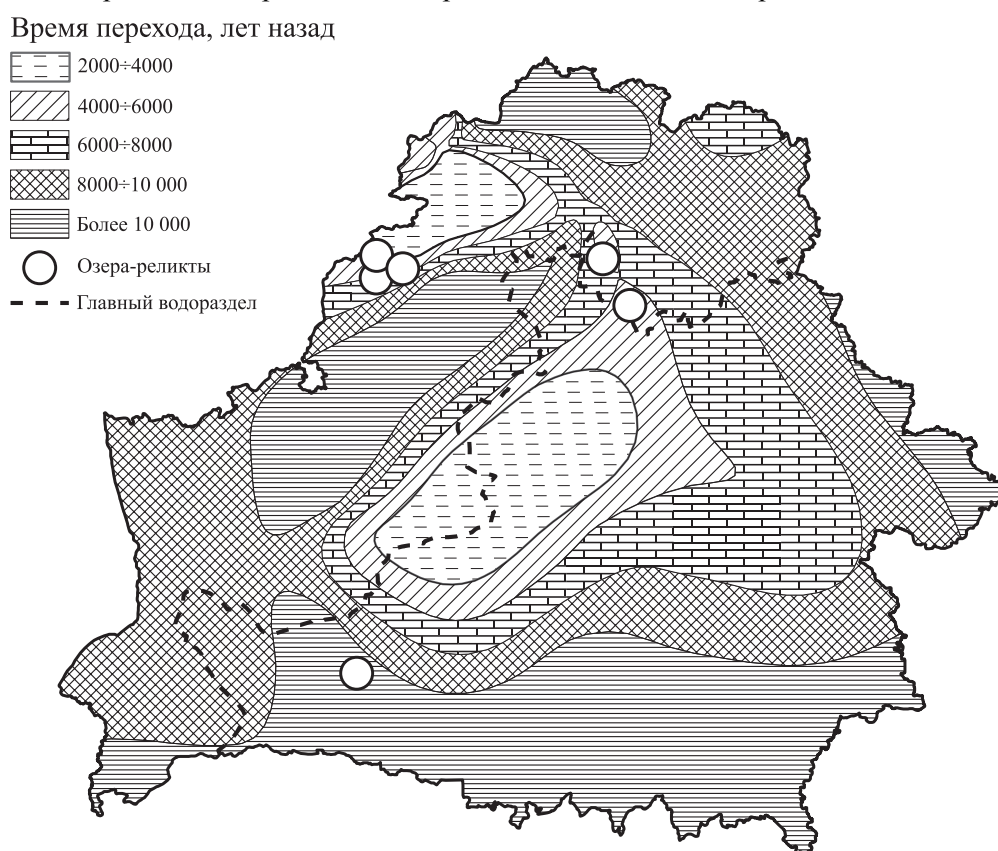 Время перехода, лет назад
2000÷4000
4000÷6000
6000÷8000
8000÷10 000
Более 10 000
Озера-реликты
Главный водораздел